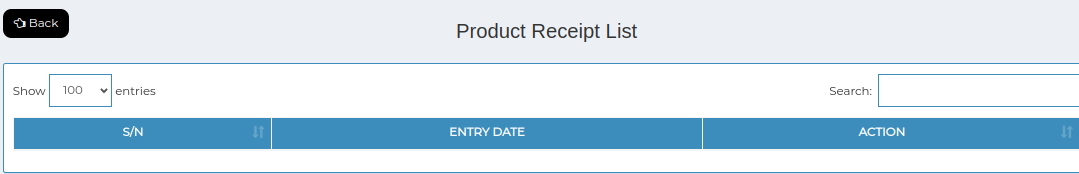 Back
Product Receipt List
Show 100 entries
Search:
S/N ENTRY DATE ACTION